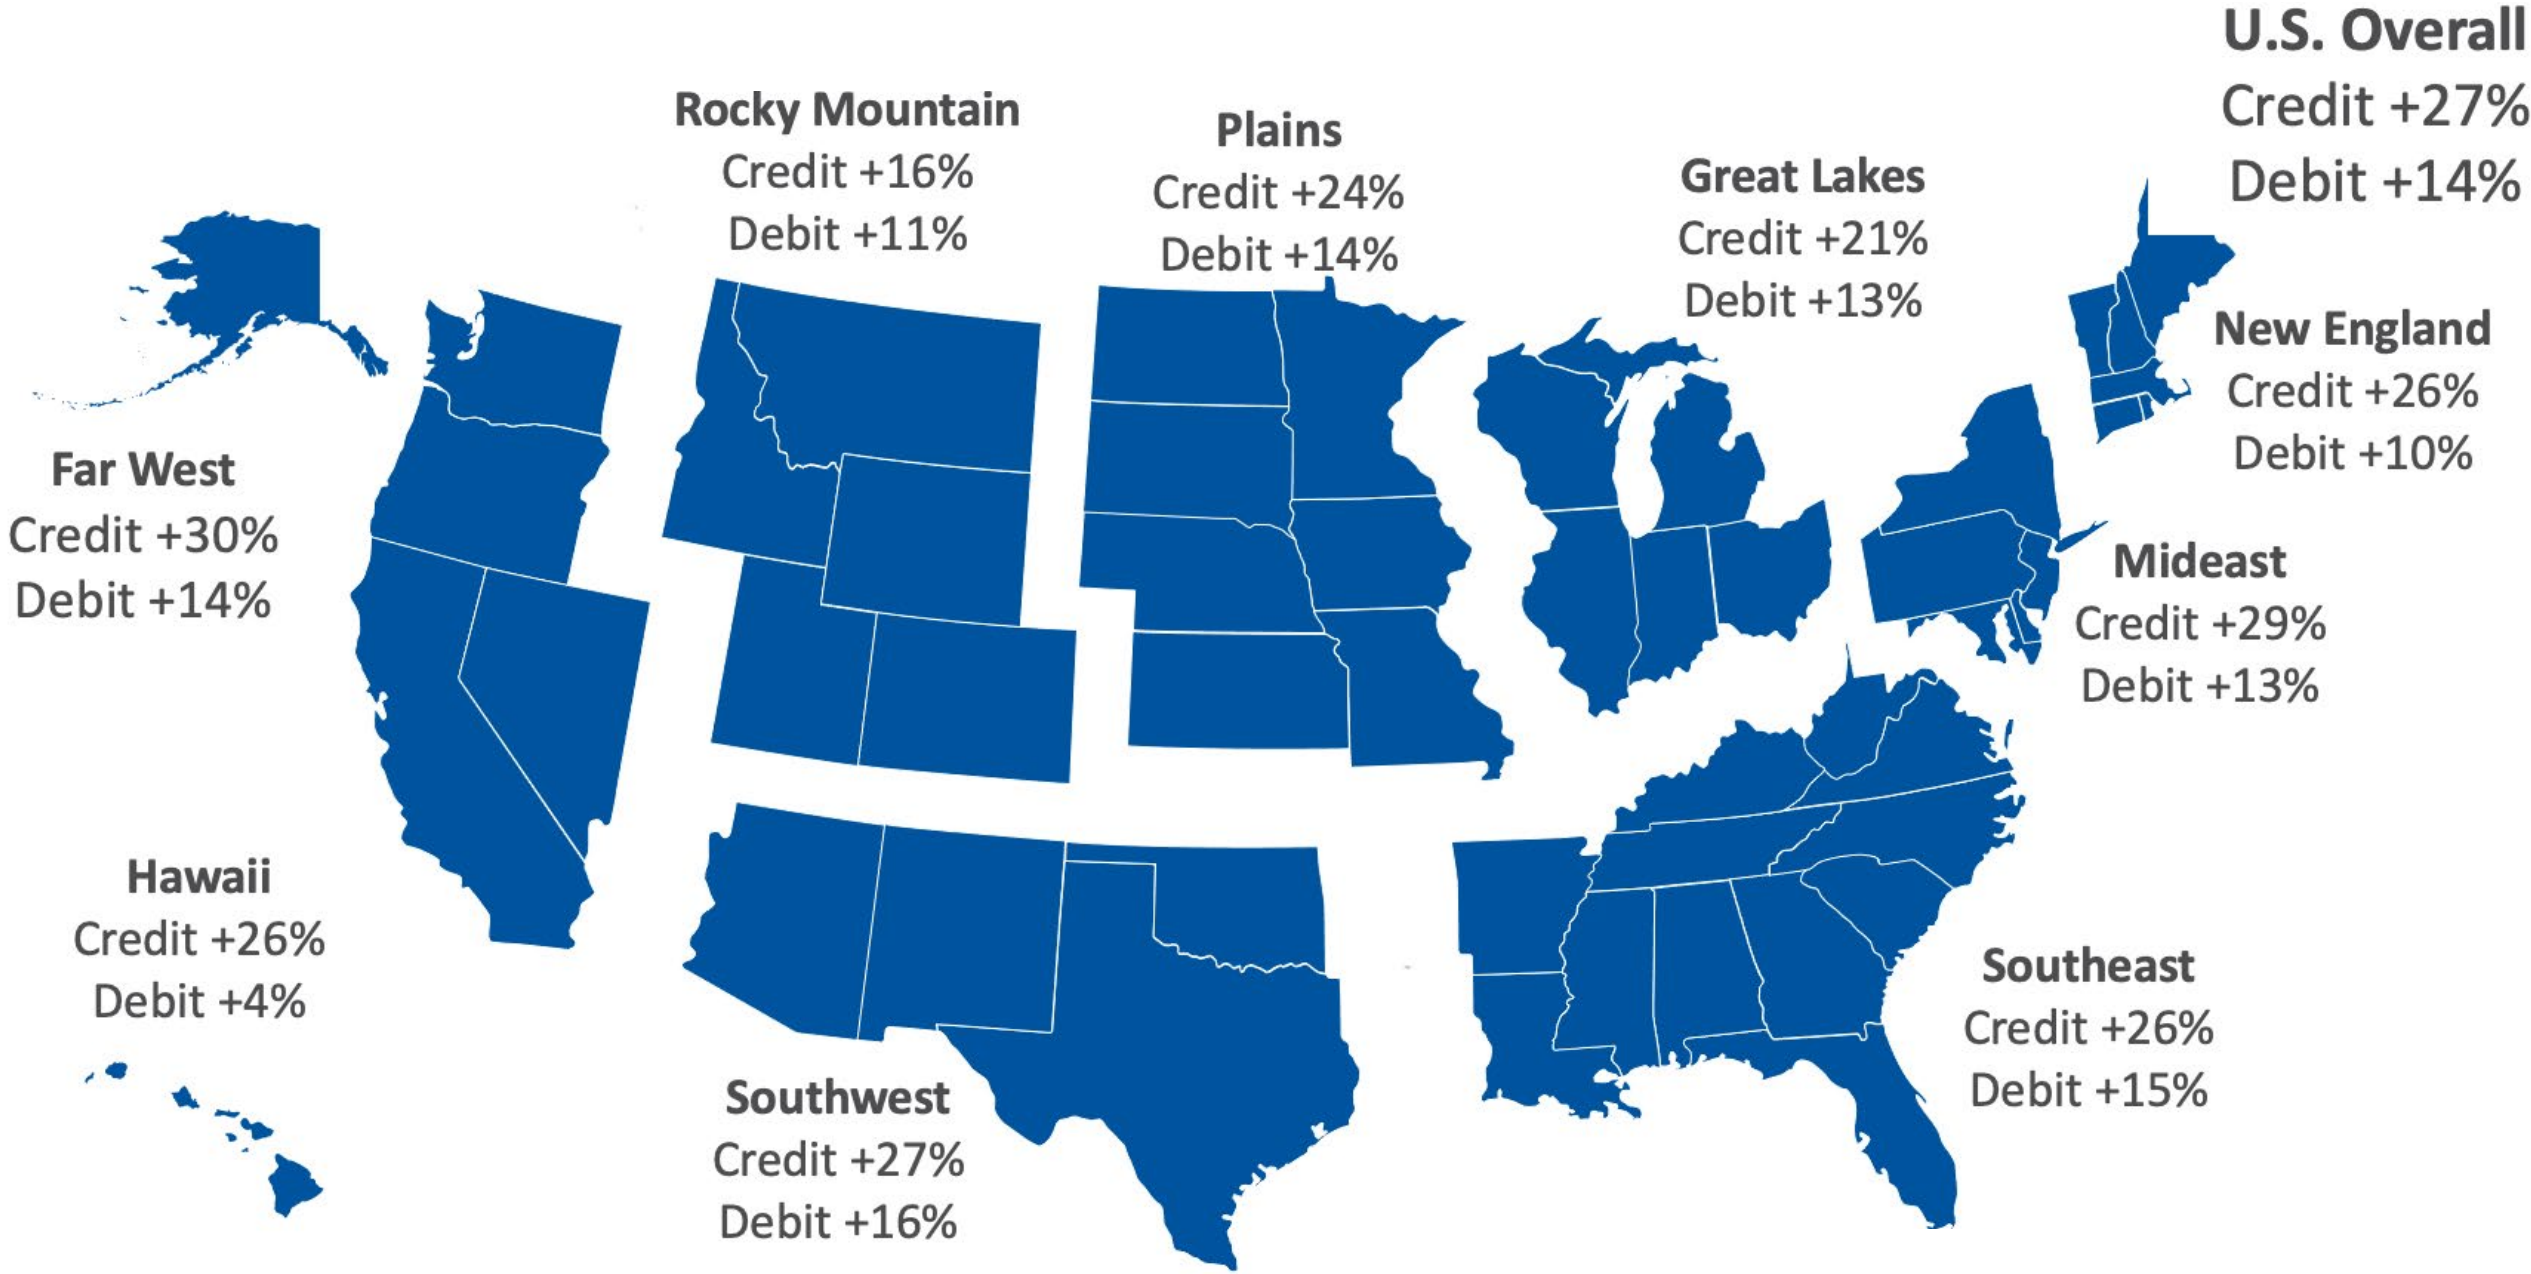 U.S. Overall
Credit +27%
Debit +14%
Rocky Mountain
Credit +16%
Debit +11%
Plains
Credit +24%
Debit +14%
Great Lakes
Credit +21%
Debit +13%
New England
Credit +26%
Debit +10%
Far West
Credit +30%
Debit +14%
Mideast
Credit +29%
Debit +13%
Hawaii
Credit +26%
Debit +4%
Southeast
Credit +26%
Debit +15%
Southwest
Credit +27%
Debit +16%